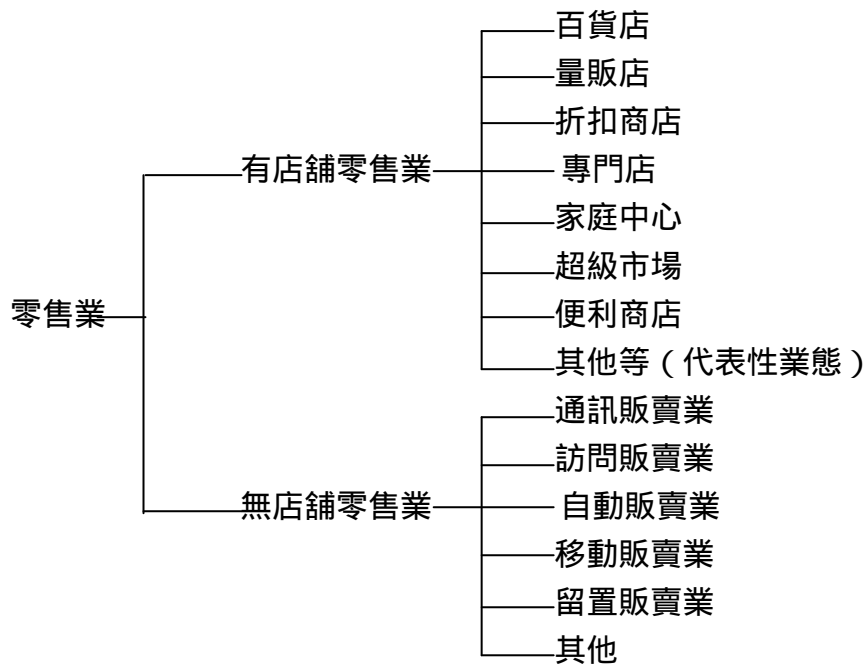 百貨店
量販店
折扣商店
有店舖零售業
專門店
家庭中心
超級市場
零售業
便利商店
其他等（代表性業態）
通訊販賣業
訪問販賣業
無店舖零售業
自動販賣業
移動販賣業
留置販賣業
其他